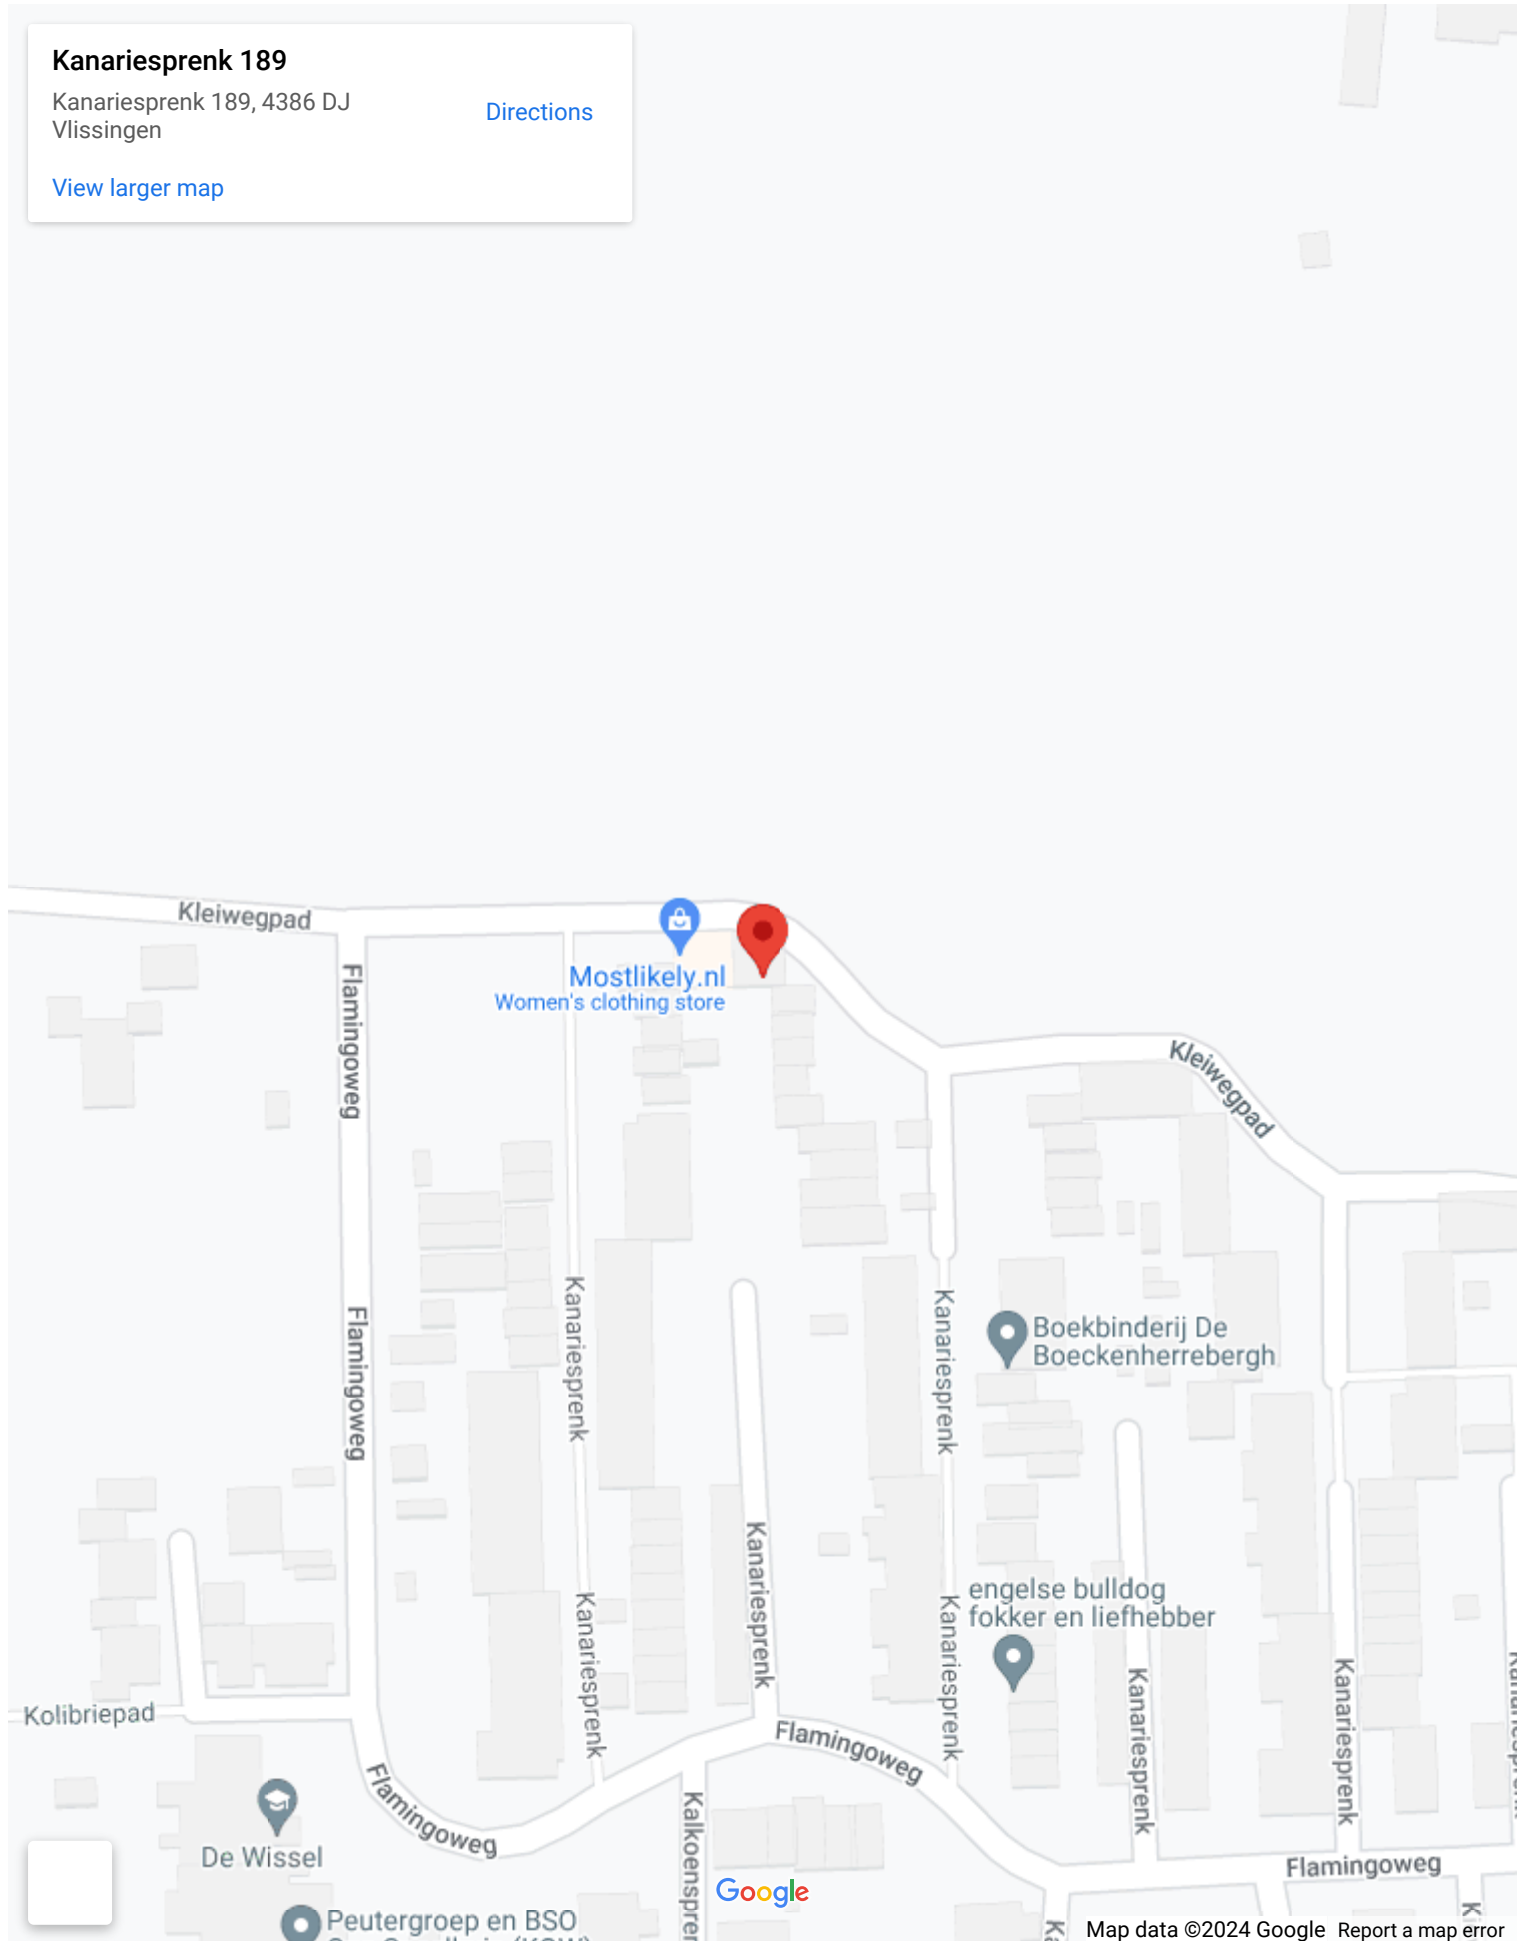 Kanariesprenk 189
Kanariesprenk 189, 4386 DJ
Vlissingen
Directions
View larger map
Kleiwegpad
Mostlikely.nl
Women's clothing store
Flamingoweg
Kleiwegpad
Flamingoweg
Kanariesprenk
Kanariesprenk
Boekbinderij De
Boeckenherrebergh
Kanariesprenk
engelse bulldog
fokker en liefhebber
Kanariesprenk
Kanariesprenk
Kanariesprenk
Kanariesprenk
Kolibriepad
Flamingoweg
Flamingoweg
De Wissel
Flamingoweg
Google
Peutergroep en BSO
Map data ©2024 Google
Report a map error